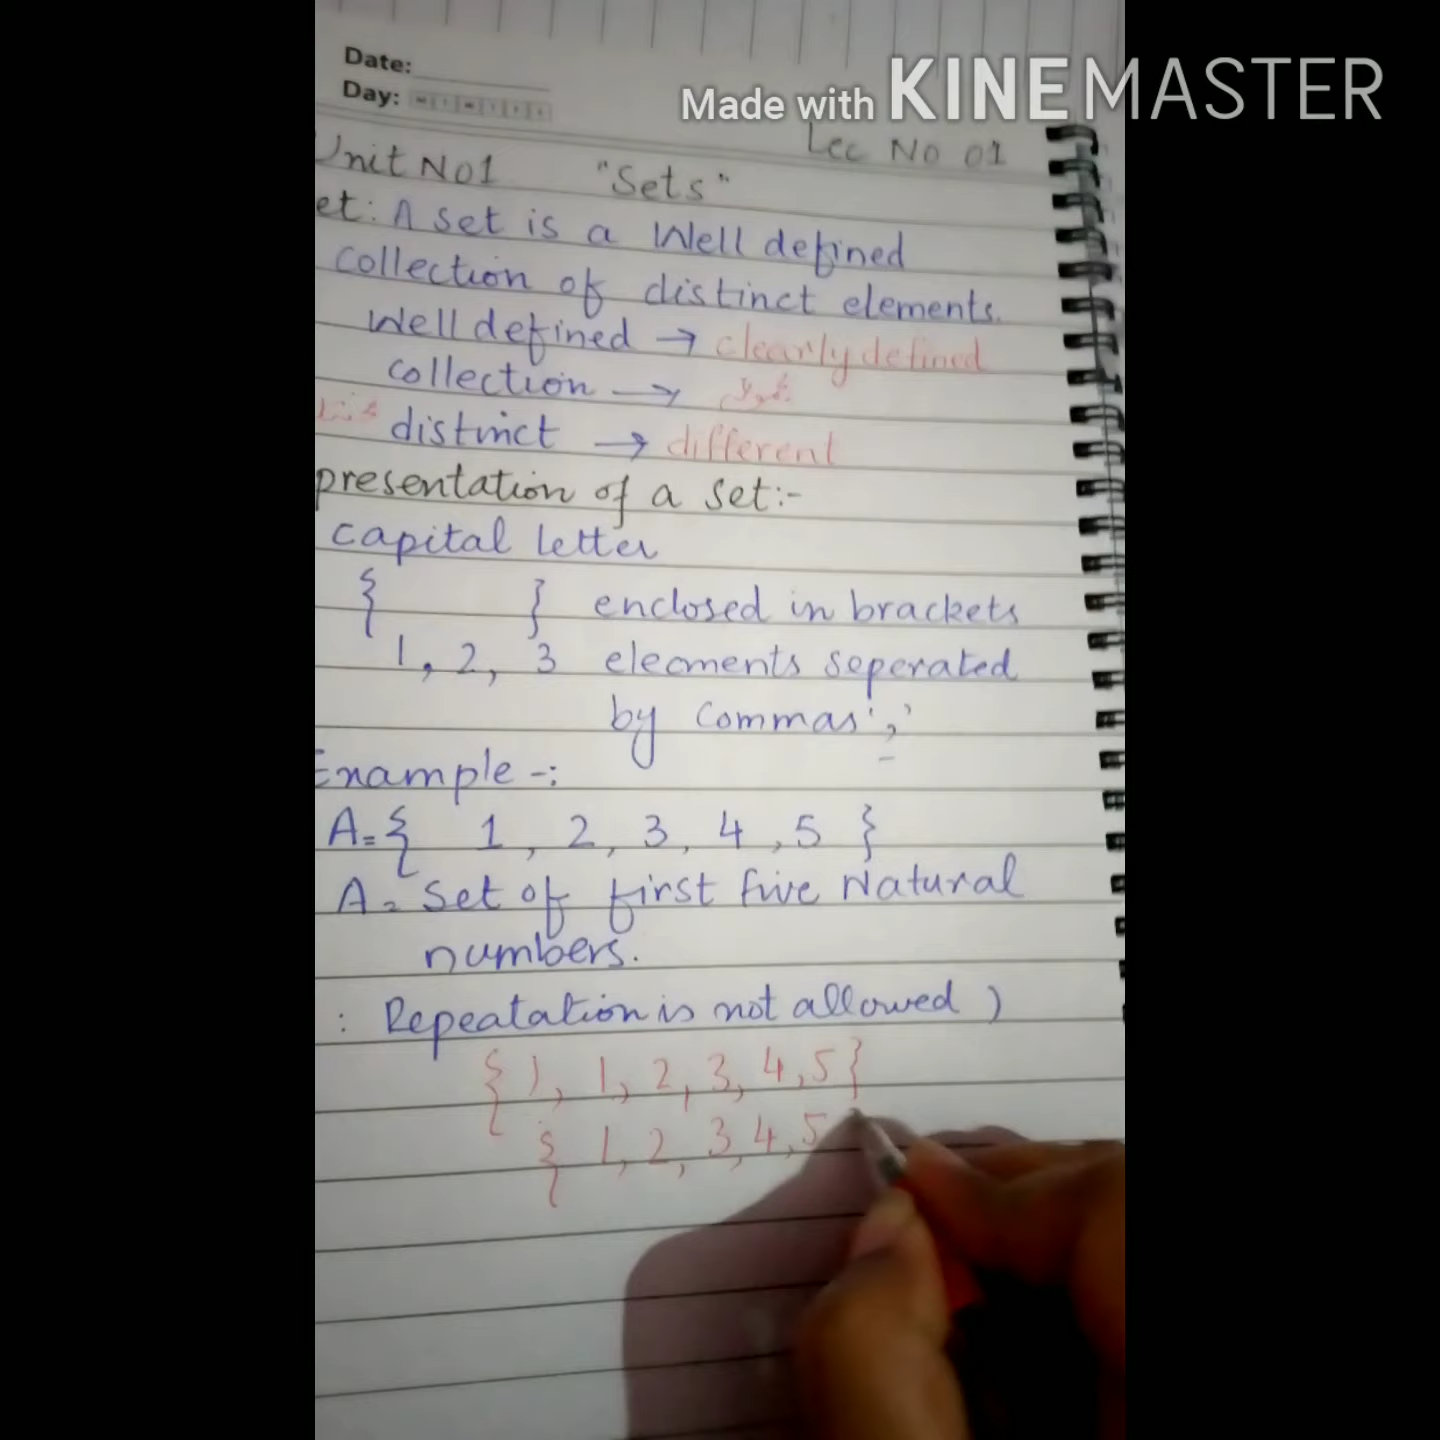 Made with KINEMASTER
Date:
Day:
Lec No 01
Unit No1 "Sets"
et: A set is a Well defined
collection of distinct elements.
Well defined → clearly defined
collection →
distinct → different
presentation of a set:-
capital letter
{ } enclosed in brackets
1, 2, 3 elecments seperated
by Commas ','
Example -:
A={ 1, 2, 3, 4, 5 }
A= Set of first five Natural
numbers.
: Repeatation is not allowed )
{ 1, 1, 2, 3, 4, 5 }
{ 1, 2, 3, 4, 5